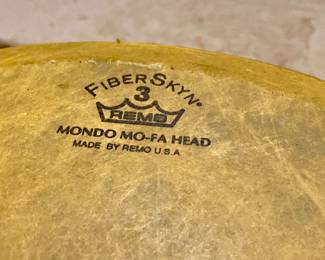 FIBERSKYN®
3
REMO
MONDO MO-FA HEAD
MADE BY REMO U.S.A